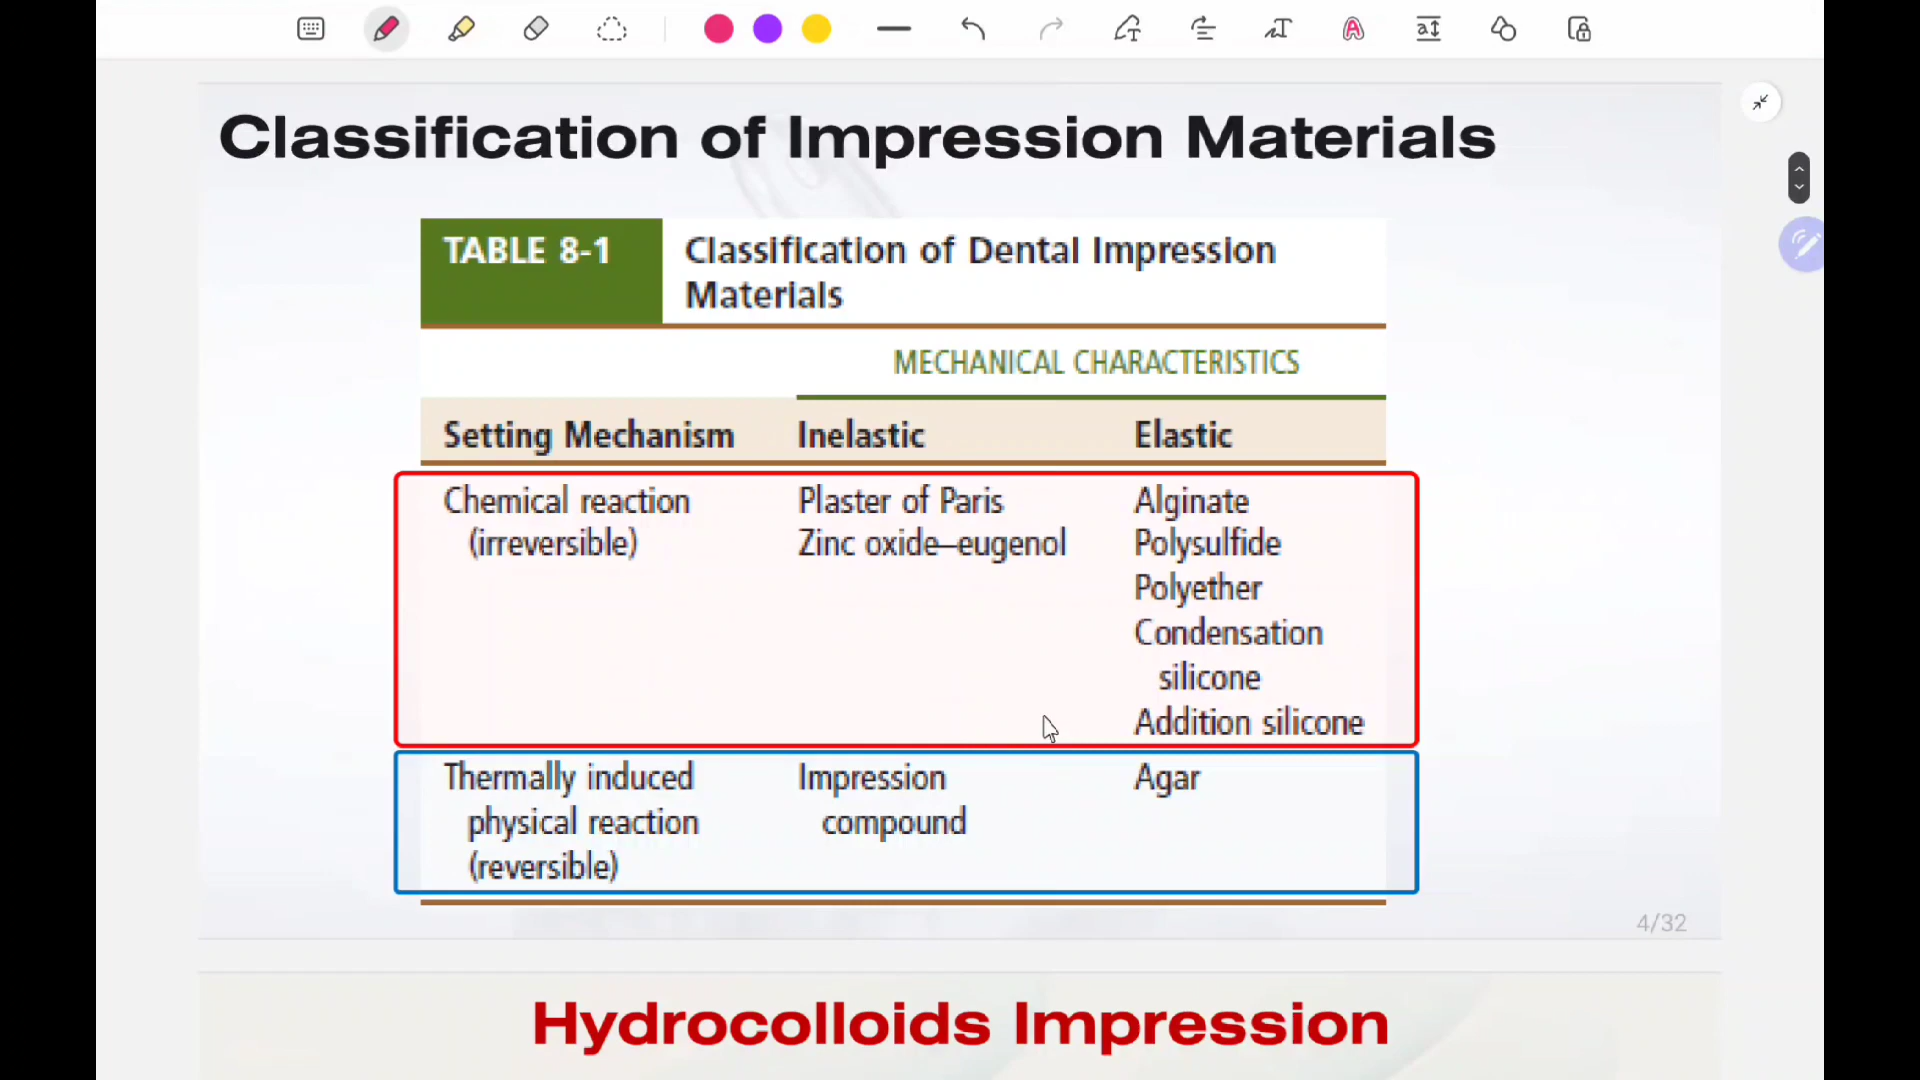 Classification of Impression Materials
TABLE 8-1
Classification of Dental Impression
Materials
MECHANICAL CHARACTERISTICS
Setting Mechanism Inelastic Elastic
Chemical reaction Plaster of Paris Alginate
(irreversible) Zinc oxide–eugenol Polysulfide
Polyether
Condensation
silicone
Addition silicone
Thermally induced Impression Agar
physical reaction compound
(reversible)
4/32
Hydrocolloids Impression